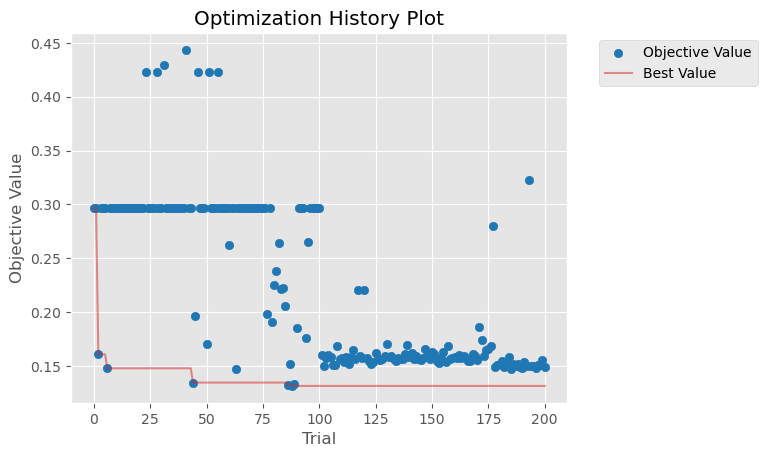 Optimization History Plot
Objective Value
Best Value
Objective Value
0.45
0.40
0.35
0.30
0.25
0.20
0.15
0 25 50 75 100 125 150 175 200
Trial